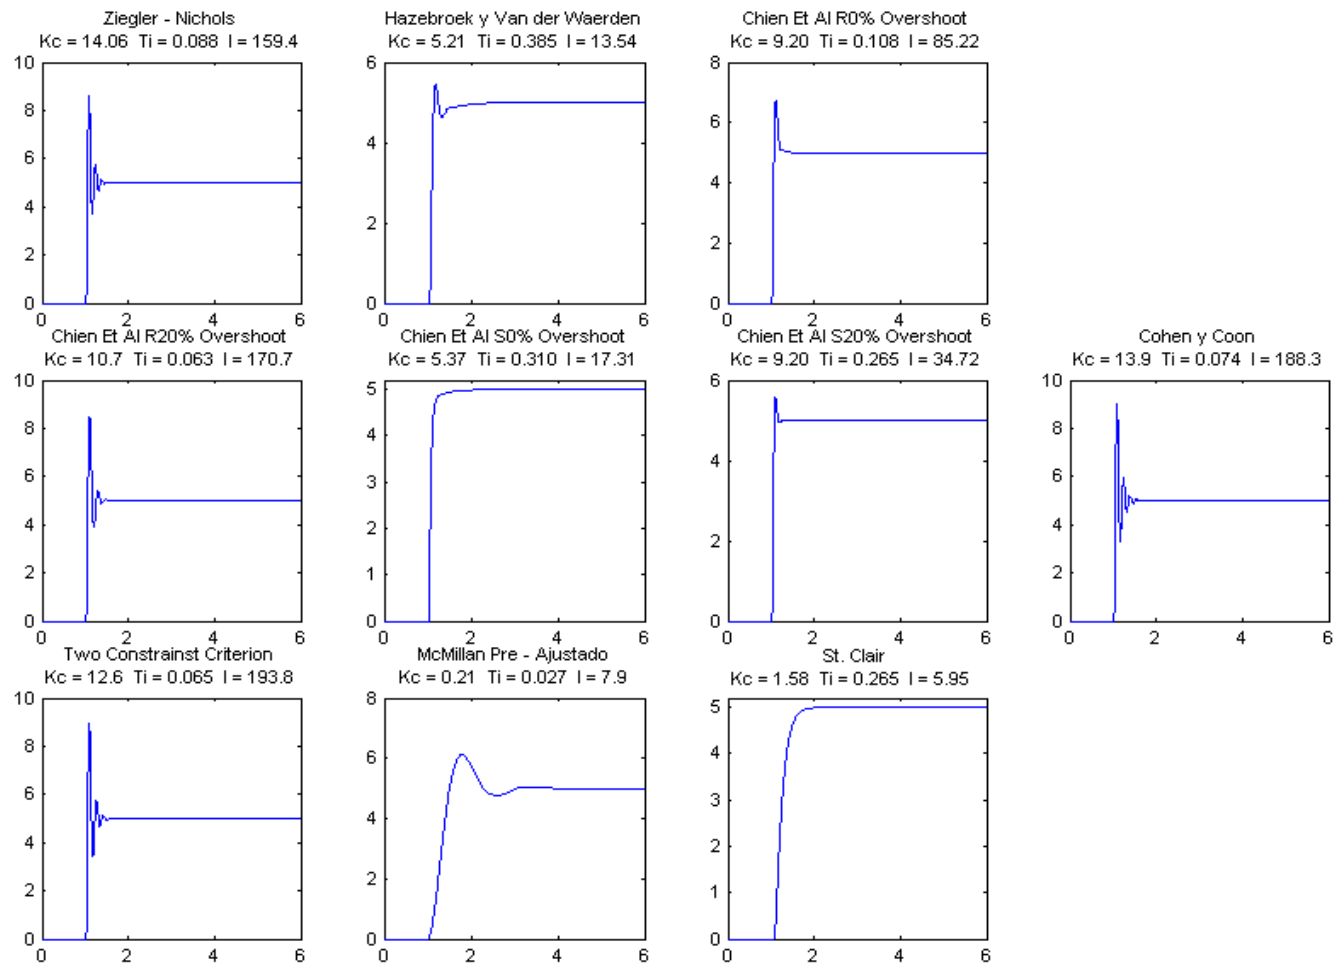 Ziegler - Nichols
Kc = 14.06 Ti = 0.088 I = 159.4
10
8
6
4
2
0
0 2 4 6
Hazebroek y Van der Waerden
Kc = 5.21 Ti = 0.385 I = 13.54
6
4
2
0
0 2 4 6
Chien Et Al R0% Overshoot
Kc = 9.20 Ti = 0.108 I = 85.22
8
6
4
2
0
0 2 4 6
Chien Et Al R20% Overshoot
Kc = 10.7 Ti = 0.063 I = 170.7
10
8
6
4
2
0
0 2 4 6
Chien Et Al S0% Overshoot
Kc = 5.37 Ti = 0.310 I = 17.31
5
4
3
2
1
0
0 2 4 6
Chien Et Al S20% Overshoot
Kc = 9.20 Ti = 0.265 I = 34.72
6
4
2
0
0 2 4 6
Cohen y Coon
Kc = 13.9 Ti = 0.074 I = 188.3
10
8
6
4
2
0
0 2 4 6
Two Constrainst Criterion
Kc = 12.6 Ti = 0.065 I = 193.8
10
8
6
4
2
0
0 2 4 6
McMillan Pre - Ajustado
Kc = 0.21 Ti = 0.027 I = 7.9
8
6
4
2
0
0 2 4 6
St. Clair
Kc = 1.58 Ti = 0.265 I = 5.95
5
4
3
2
1
0
0 2 4 6